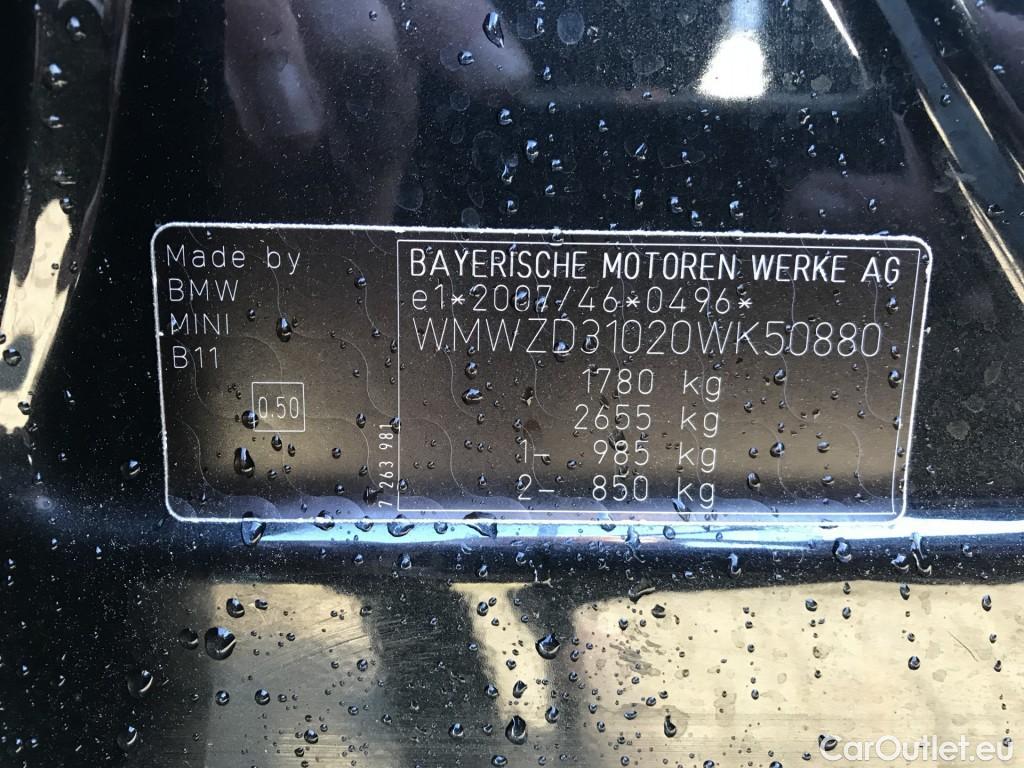 Made by
BMW
MINI
B11
0.50
7 263 981
BAYERISCHE MOTOREN WERKE AG
e1*2007/46*0496*
WMWZD31020WK50880
1780 kg
2655 kg
1- 985 kg
2- 850 kg
CarOutlet.eu